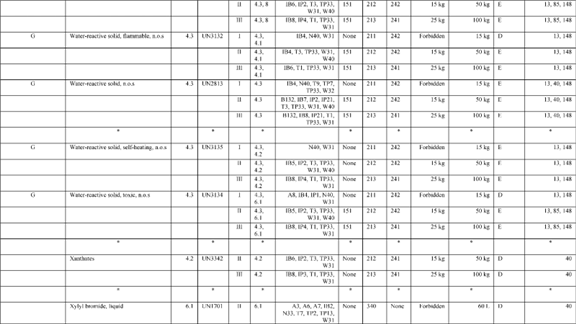 II 4.3, 8 IB6, IP2, T3, TP33, W31, W40 151 212 242 15 kg 50 kg E 13, 85, 148
III 4.3, 8 IB8, IP4, T1, TP33, W31 151 213 241 25 kg 100 kg E 13, 85, 148
G Water-reactive solid, flammable, n.o.s 4.3 UN3132 I 4.3, 4.1 IB4, N40, W31 None 211 242 Forbidden 15 kg D 13, 148
II 4.3, 4.1 IB4, T3, TP33, W31, W40 151 212 242 15 kg 50 kg E 13, 148
III 4.3, 4.1 IB6, T1, TP33, W31 151 213 241 25 kg 100 kg E 13, 148
G Water-reactive solid, n.o.s 4.3 UN2813 I 4.3 IB4, N40, T9, TP7, TP33, W32 None 211 242 Forbidden 15 kg E 13, 40, 148
II 4.3 B132, IB7, IP2, IP21, T3, TP33, W31, W40 151 212 242 15 kg 50 kg E 13, 40, 148
III 4.3 B132, IB8, IP21, T1, TP33, W31 151 213 241 25 kg 100 kg E 13, 40, 148
* * * * * * *
G Water-reactive solid, self-heating, n.o.s 4.3 UN3135 I 4.3, 4.2 N40, W31 None 211 242 Forbidden 15 kg E 13, 148
II 4.3, 4.2 IB5, IP2, T3, TP33, W31, W40 None 212 242 15 kg 50 kg E 13, 148
III 4.3, 4.2 IB8, IP4, T1, TP33, W31 None 213 241 25 kg 100 kg E 13, 148
G Water-reactive solid, toxic, n.o.s 4.3 UN3134 I 4.3, 6.1 A8, IB4, IP1, N40, W31 None 211 242 Forbidden 15 kg D 13, 148
II 4.3, 6.1 IB5, IP2, T3, TP33, W31, W40 151 212 242 15 kg 50 kg E 13, 85, 148
III 4.3, 6.1 IB8, IP4, T1, TP33, W31 151 213 241 25 kg 100 kg E 13, 85, 148
* * * * * * *
Xanthates 4.2 UN3342 II 4.2 IB6, IP2, T3, TP33, W31 None 212 241 15 kg 50 kg D 40
III 4.2 IB8, IP3, T1, TP33, W31 None 213 241 25 kg 100 kg D 40
* * * * * * *
Xylyl bromide, liquid 6.1 UN1701 II 6.1 A3, A6, A7, IB2, N33, T7, TP2, TP13, W31 None 340 None Forbidden 60 L D 40